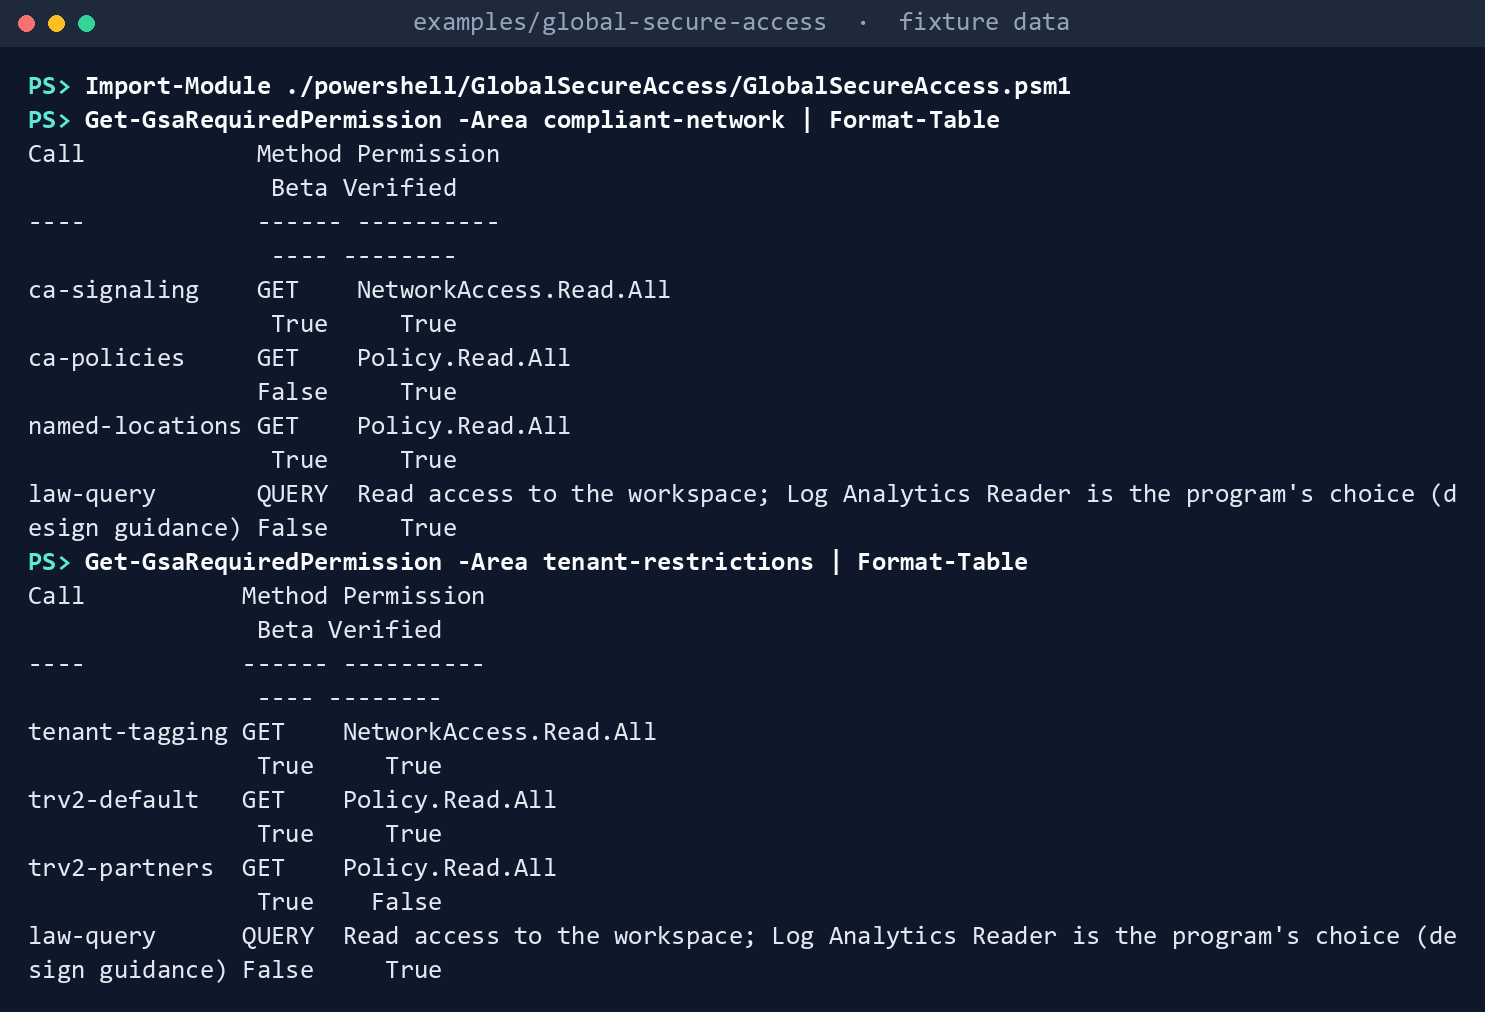 examples/global-secure-access · fixture data
PS> Import-Module ./powershell/GlobalSecureAccess/GlobalSecureAccess.psm1
PS> Get-GsaRequiredPermission -Area compliant-network | Format-Table
Call            Method Permission
                 Beta Verified
----            ------ ----------
                 ---- --------
ca-signaling    GET    NetworkAccess.Read.All
                 True     True
ca-policies     GET    Policy.Read.All
                False     True
named-locations GET    Policy.Read.All
                 True     True
law-query       QUERY  Read access to the workspace; Log Analytics Reader is the program's choice (d
esign guidance) False     True
PS> Get-GsaRequiredPermission -Area tenant-restrictions | Format-Table
Call           Method Permission
                Beta Verified
----           ------ ----------
                ---- --------
tenant-tagging GET    NetworkAccess.Read.All
                True     True
trv2-default   GET    Policy.Read.All
                True     True
trv2-partners  GET    Policy.Read.All
                True    False
law-query      QUERY  Read access to the workspace; Log Analytics Reader is the program's choice (de
sign guidance) False     True